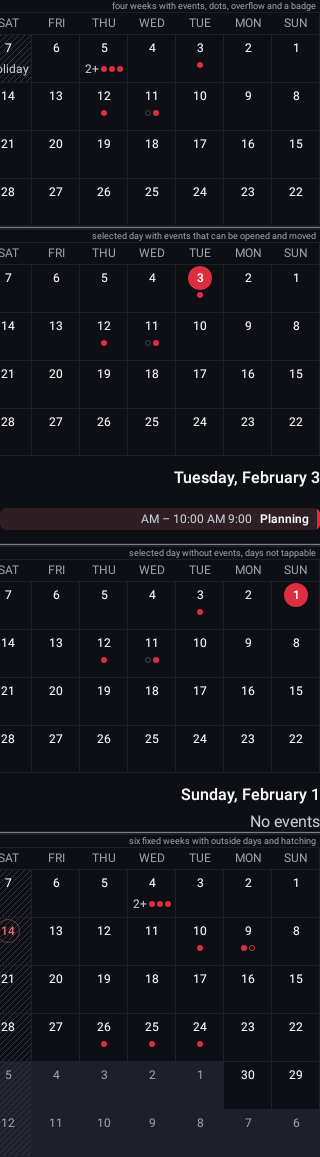 four weeks with events, dots, overflow and a badge
SAT FRI THU WED TUE MON SUN
7 6 5 4 3 2 1
oliday 2+
14 13 12 11 10 9 8
21 20 19 18 17 16 15
28 27 26 25 24 23 22
selected day with events that can be opened and moved
SAT FRI THU WED TUE MON SUN
7 6 5 4 3 2 1
14 13 12 11 10 9 8
21 20 19 18 17 16 15
28 27 26 25 24 23 22
Tuesday, February 3
AM – 10:00 AM 9:00 Planning
selected day without events, days not tappable
SAT FRI THU WED TUE MON SUN
7 6 5 4 3 2 1
14 13 12 11 10 9 8
21 20 19 18 17 16 15
28 27 26 25 24 23 22
Sunday, February 1
No events
six fixed weeks with outside days and hatching
SAT FRI THU WED TUE MON SUN
7 6 5 4 3 2 1
2+
14 13 12 11 10 9 8
21 20 19 18 17 16 15
28 27 26 25 24 23 22
5 4 3 2 1 30 29
12 11 10 9 8 7 6